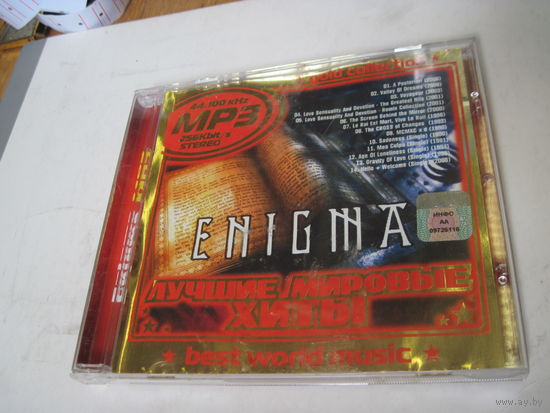 gold collection
44.100 kHz
MP3
256Kbit/s
STEREO
01. A Posteriori (2006)
02. Valley Of Dreams (2006)
03. Voyageur (2003)
04. Love Sensuality And Devotion - The Greatest Hits (2001)
05. Love Sensuality And Devotion - Remix Collection (2001)
06. The Screen Behind the Mirror (2000)
07. Le Roi Est Mort, Vive Le Roi! (1996)
08. The CROSS of Changes (1993)
09. MCMXC a D (1990)
10. Sadeness (Single) (1990)
11. Mea Culpa (Single) (1991)
12. Age Of Loneliness (Single) (1994)
13. Gravity Of Love (Single) (1999)
14. Hello + Welcome (Single) (2006)
ENIGMA
ИНФО
АА
09726116
ЛУЧШИЕ МИРОВЫЕ
ХИТЫ
★ best world music ★
www.ay.by